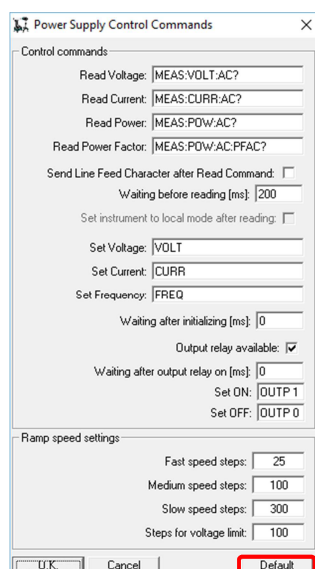 Power Supply Control Commands
Control commands
Read Voltage: MEAS:VOLT:AC?
Read Current: MEAS:CURR:AC?
Read Power: MEAS:POW:AC?
Read Power Factor: MEAS:POW:AC:PFAC?
Send Line Feed Character after Read Command:
Waiting before reading [ms]: 200
Set instrument to local mode after reading:
Set Voltage: VOLT
Set Current: CURR
Set Frequency: FREQ
Waiting after initializing [ms]: 0
Output relay available:
Waiting after output relay on [ms]: 0
Set ON: OUTP 1
Set OFF: OUTP 0
Ramp speed settings
Fast speed steps: 25
Medium speed steps: 100
Slow speed steps: 300
Steps for voltage limit: 100
O.K. Cancel Default